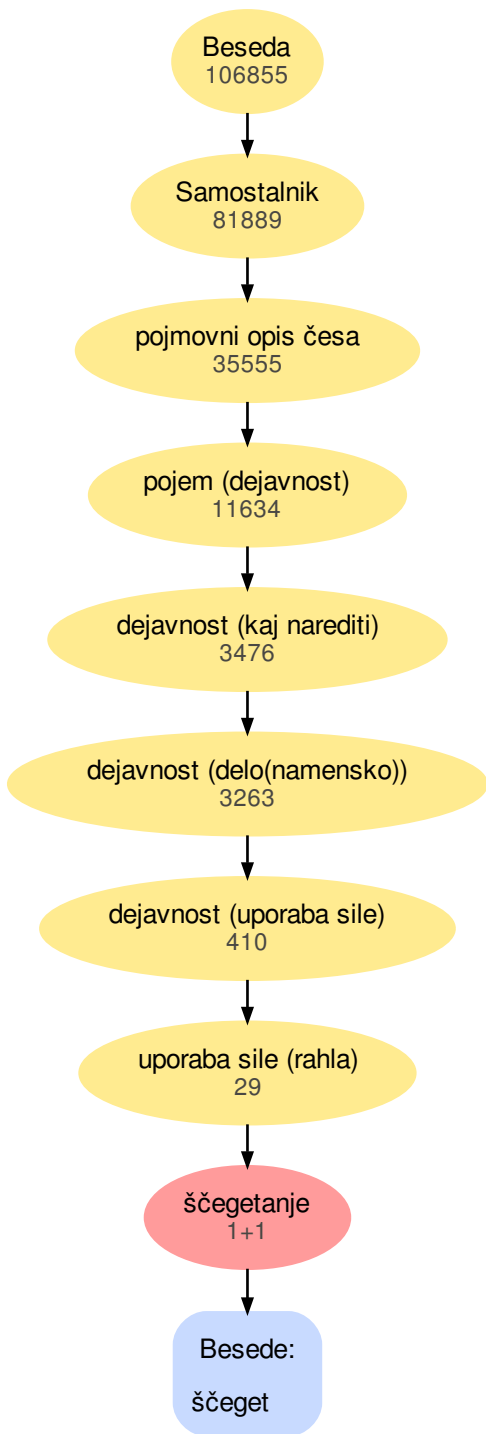 Beseda
106855
Samostalnik
81889
pojmovni opis česa
35555
pojem (dejavnost)
11634
dejavnost (kaj narediti)
3476
dejavnost (delo(namensko))
3263
dejavnost (uporaba sile)
410
uporaba sile (rahla)
29
ščegetanje
1+1
Besede:
ščeget